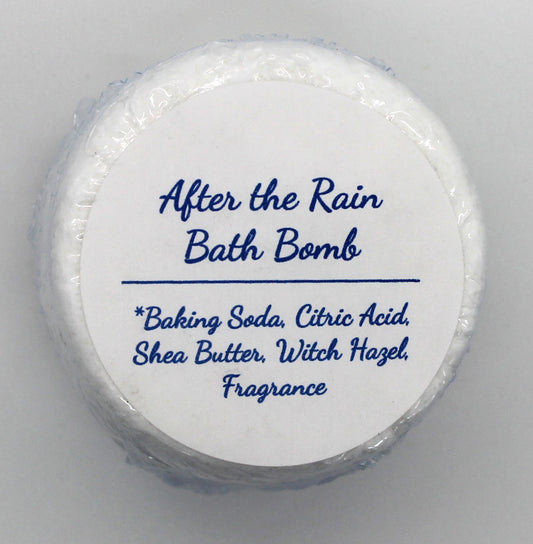 After the Rain
Bath Bomb
*Baking Soda, Citric Acid,
Shea Butter, Witch Hazel,
Fragrance